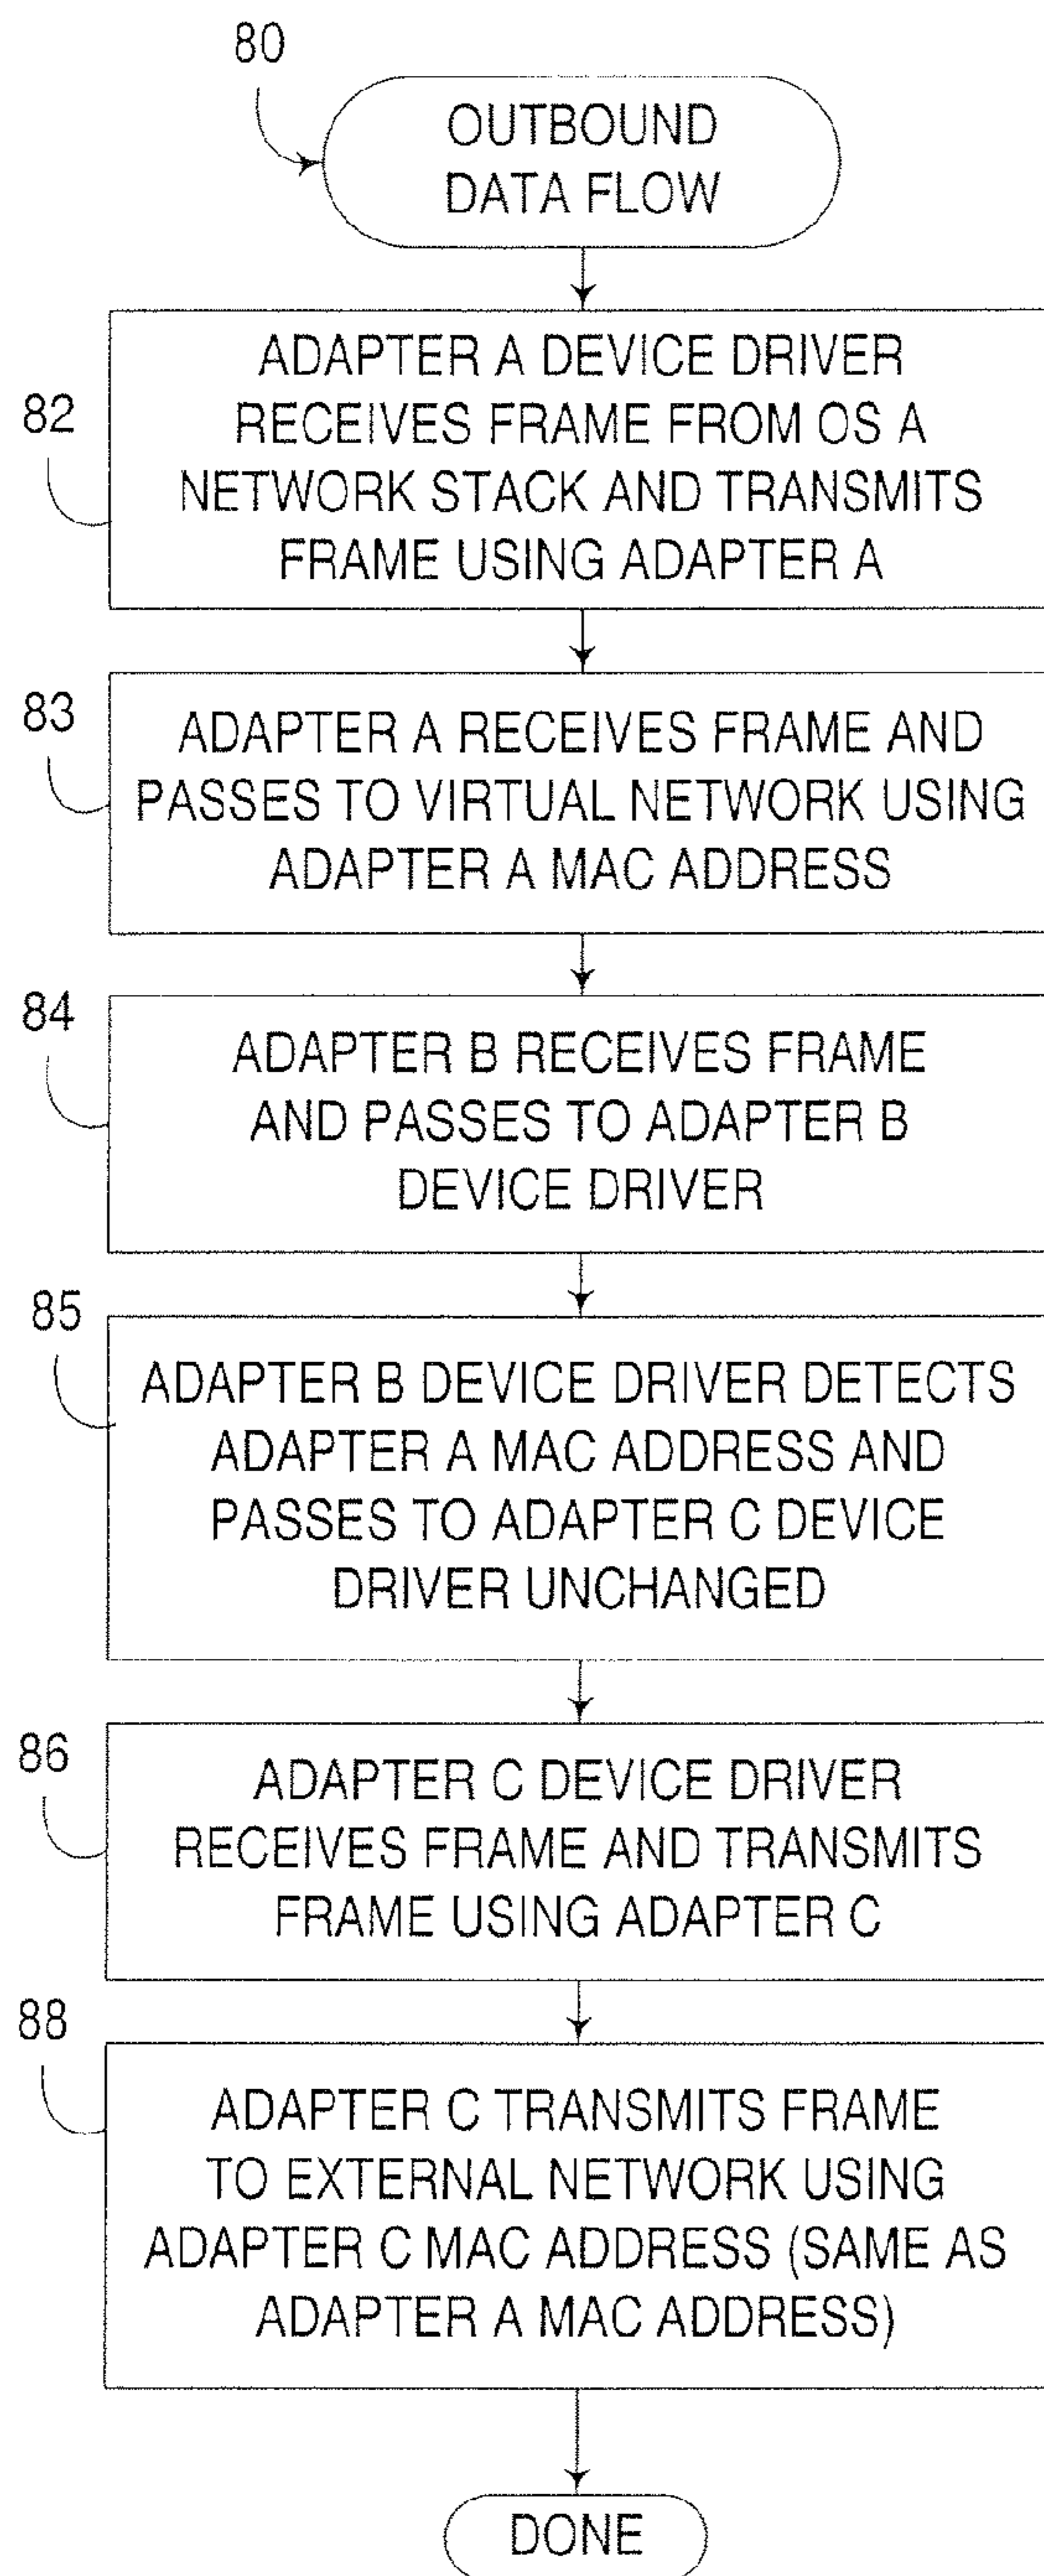 80
OUTBOUND
DATA FLOW
82
ADAPTER A DEVICE DRIVER
RECEIVES FRAME FROM OS A
NETWORK STACK AND TRANSMITS
FRAME USING ADAPTER A
83
ADAPTER A RECEIVES FRAME AND
PASSES TO VIRTUAL NETWORK USING
ADAPTER A MAC ADDRESS
84
ADAPTER B RECEIVES FRAME
AND PASSES TO ADAPTER B
DEVICE DRIVER
85
ADAPTER B DEVICE DRIVER DETECTS
ADAPTER A MAC ADDRESS AND
PASSES TO ADAPTER C DEVICE
DRIVER UNCHANGED
86
ADAPTER C DEVICE DRIVER
RECEIVES FRAME AND TRANSMITS
FRAME USING ADAPTER C
88
ADAPTER C TRANSMITS FRAME
TO EXTERNAL NETWORK USING
ADAPTER C MAC ADDRESS (SAME AS
ADAPTER A MAC ADDRESS)
DONE